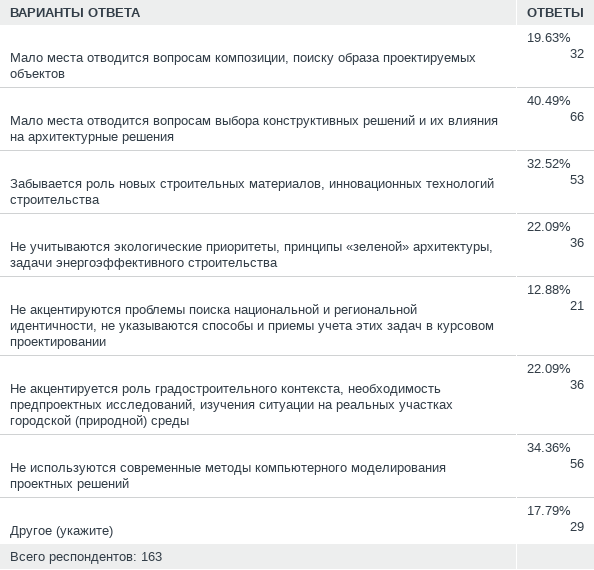 ВАРИАНТЫ ОТВЕТА ОТВЕТЫ
19.63%
32
Мало места отводится вопросам композиции, поиску образа проектируемых
объектов
40.49%
66
Мало места отводится вопросам выбора конструктивных решений и их влияния
на архитектурные решения
32.52%
53
Забывается роль новых строительных материалов, инновационных технологий
строительства
22.09%
36
Не учитываются экологические приоритеты, принципы «зеленой» архитектуры,
задачи энергоэффективного строительства
12.88%
21
Не акцентируются проблемы поиска национальной и региональной
идентичности, не указываются способы и приемы учета этих задач в курсовом
проектировании
22.09%
36
Не акцентируется роль градостроительного контекста, необходимость
предпроектных исследований, изучения ситуации на реальных участках
городской (природной) среды
34.36%
56
Не используются современные методы компьютерного моделирования
проектных решений
17.79%
29
Другое (укажите)
Всего респондентов: 163